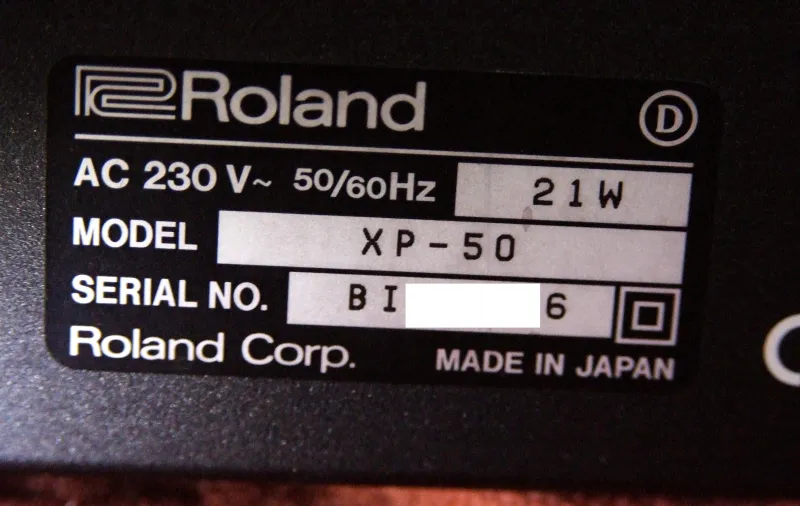 Roland D
AC 230 V~ 50/60Hz 21W
MODEL XP-50
SERIAL NO. BI 6
Roland Corp. MADE IN JAPAN